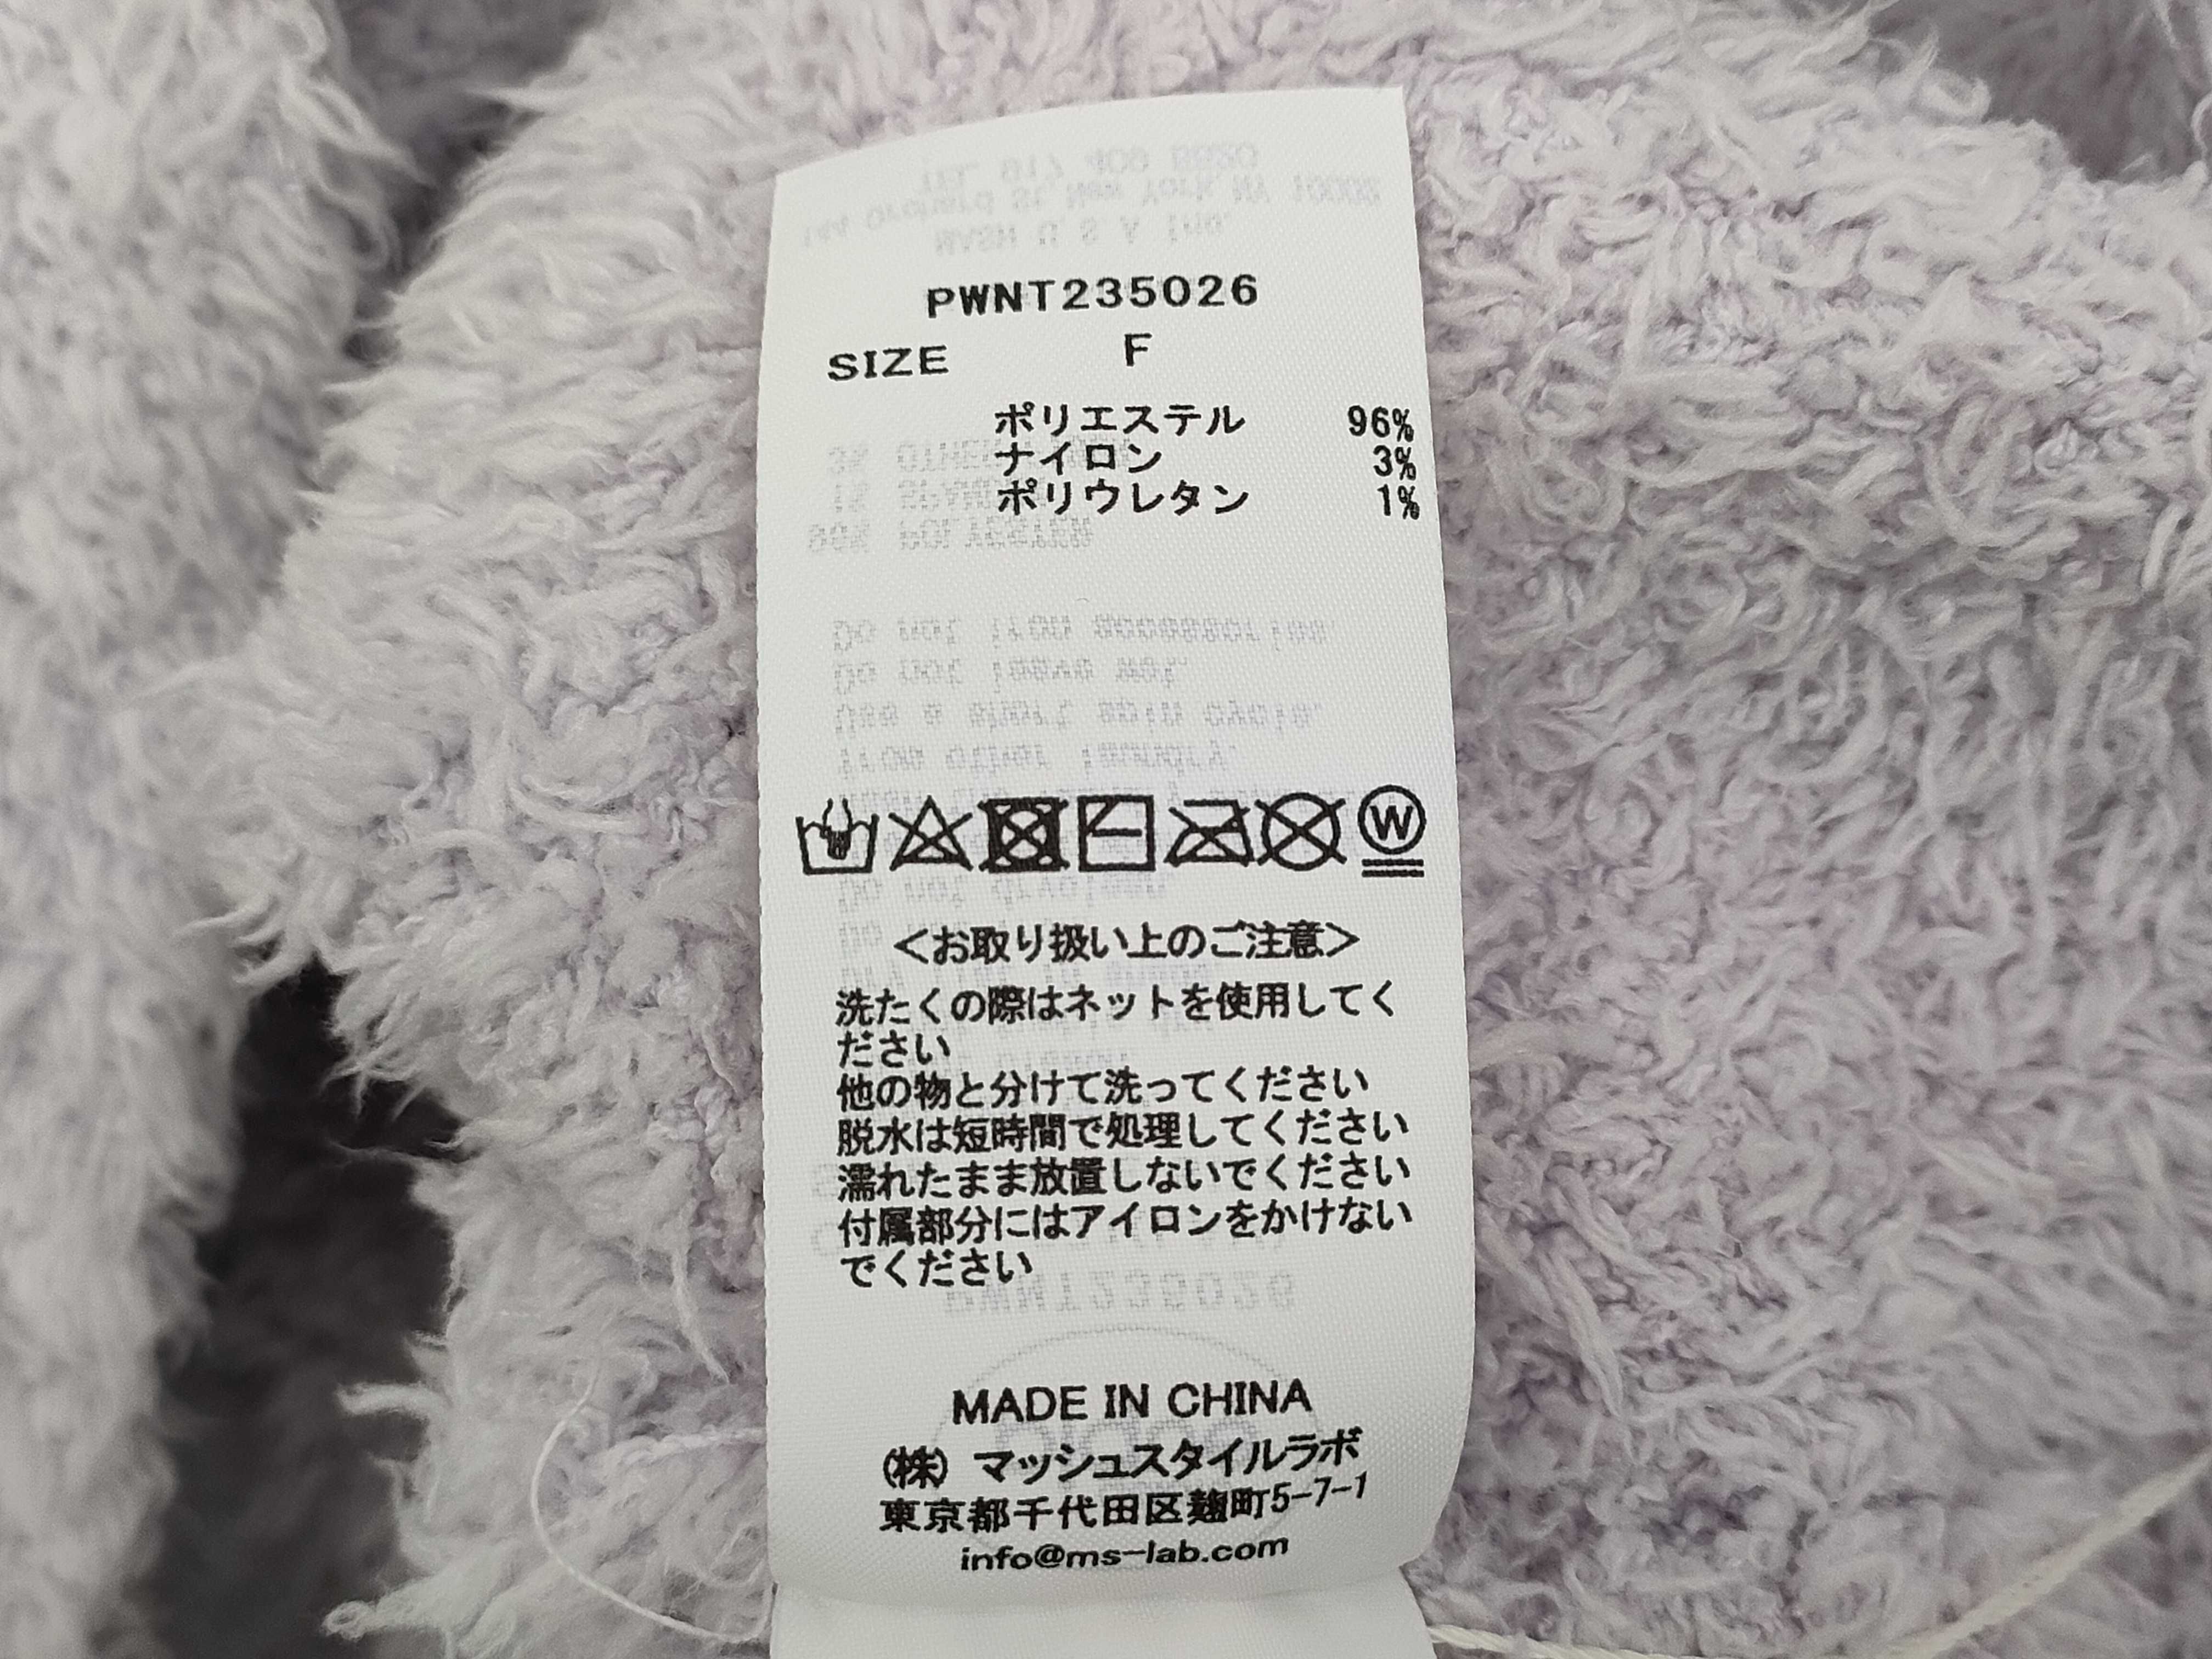 PWNT235026
SIZE F
ポリエステル 96%
ナイロン 3%
ポリウレタン 1%
W
<お取り扱い上のご注意>
洗たくの際はネットを使用してく
ださい
他の物と分けて洗ってください
脱水は短時間で処理してください
濡れたまま放置しないでください
付属部分にはアイロンをかけない
でください
MADE IN CHINA
(株) マッシュスタイルラボ
東京都千代田区麹町5-7-1
info@ms-lab.com